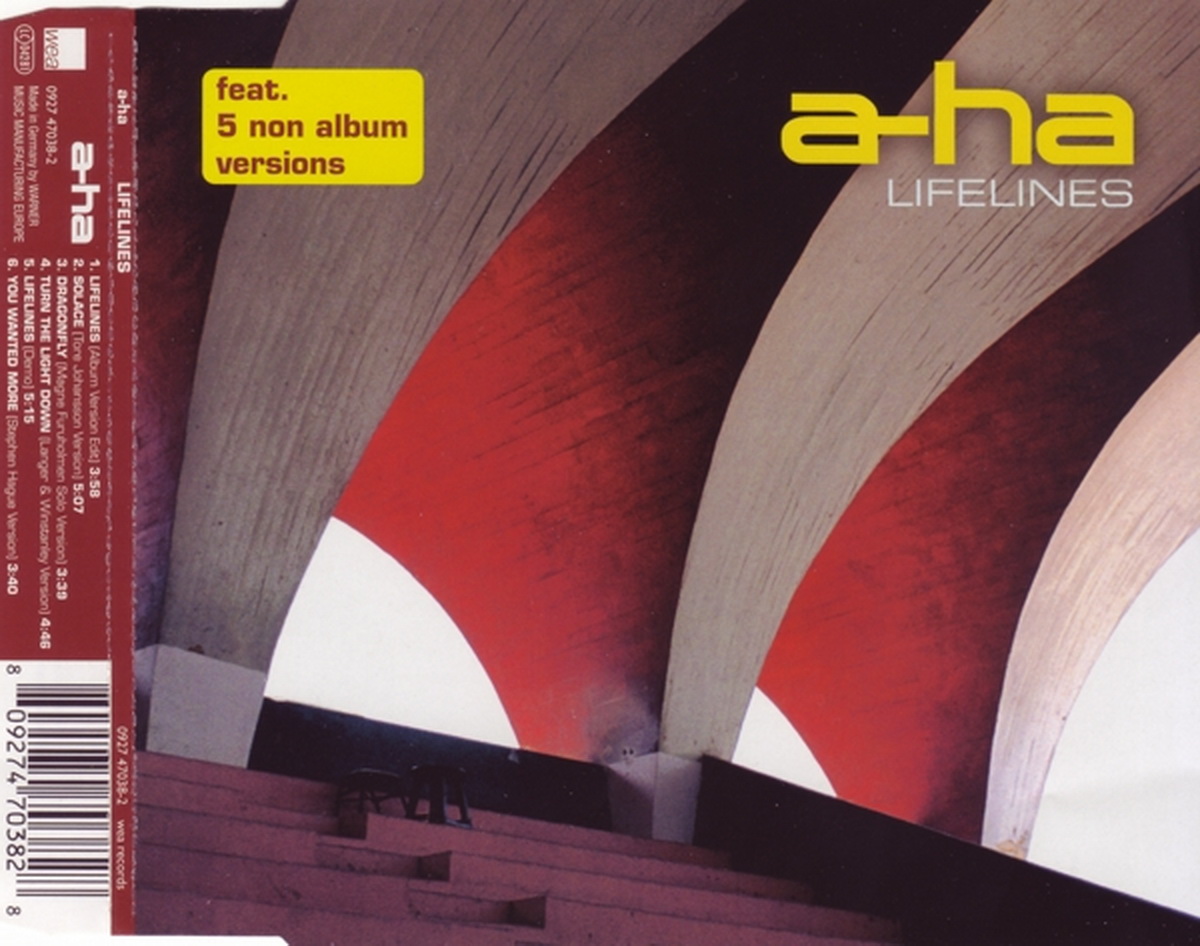 feat.
5 non album
versions
a-ha
LIFELINES
a-ha LIFELINES 0927 47038-2 wea records
wea
LC 04281
0927 47038-2
Made in Germany by WARNER
MUSIC MANUFACTURING EUROPE
a-ha
1. LIFELINES [Album Version Edit] 3:58
2. SOLACE [Tore Johansson Version] 5:07
3. DRAGONFLY [Magne Furuholmen Solo Version] 3:39
4. TURN THE LIGHT DOWN [Langer & Winstanley Version] 4:46
5. LIFELINES [Demo] 5:15
6. YOU WANTED MORE [Stephen Hague Version] 3:40
8 09274 70382 8